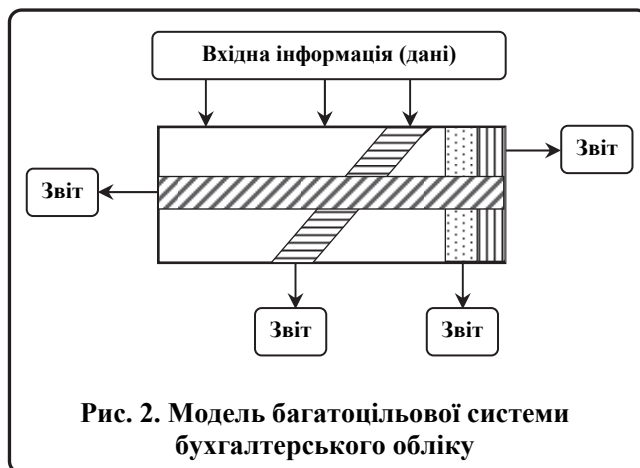 Вхідна інформація (дані)
Звіт
Звіт
Звіт
Звіт
Рис. 2. Модель багатоцільової системи
бухгалтерського обліку